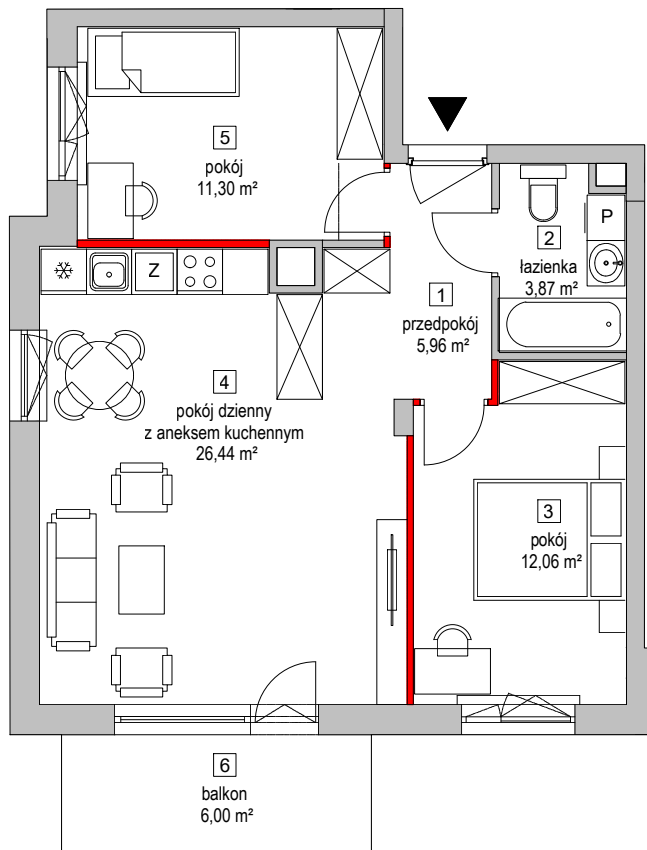 5
pokój
11,30 m²
P
2
łazienka
3,87 m²
Z
1
przedpokój
5,96 m²
4
pokój dzienny
z aneksem kuchennym
26,44 m²
3
pokój
12,06 m²
6
balkon
6,00 m²